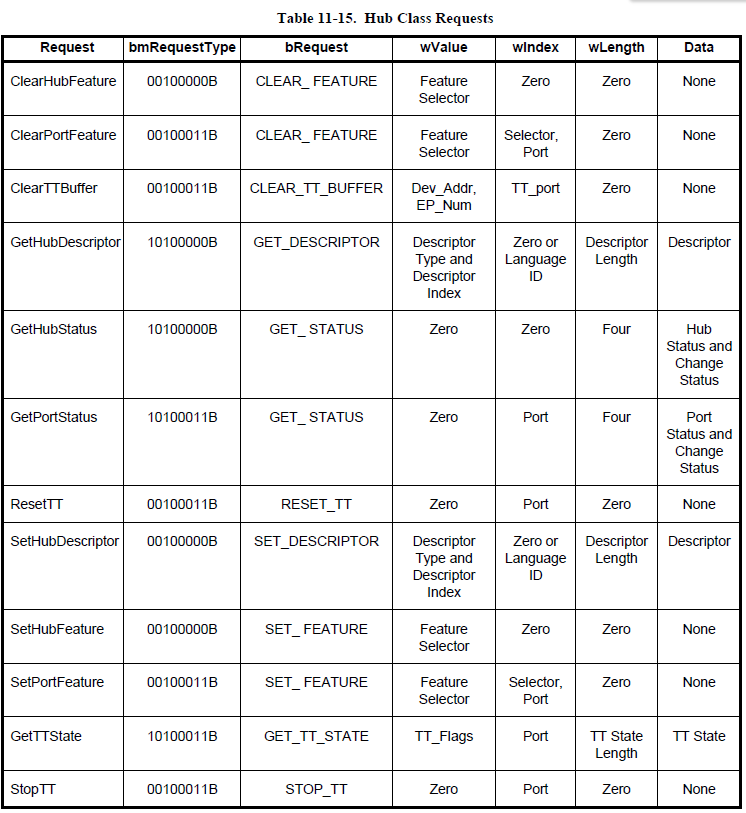 Table 11-15. Hub Class Requests
Request bmRequestType bRequest wValue wIndex wLength Data
ClearHubFeature 00100000B CLEAR_ FEATURE Feature Zero Zero None
Selector
ClearPortFeature 00100011B CLEAR_ FEATURE Feature Selector, Zero None
Selector Port
ClearTTBuffer 00100011B CLEAR_TT_BUFFER Dev_Addr, TT_port Zero None
EP_Num
GetHubDescriptor 10100000B GET_DESCRIPTOR Descriptor Zero or Descriptor Descriptor
Type and Language Length
Descriptor ID
Index
GetHubStatus 10100000B GET_ STATUS Zero Zero Four Hub
Status and
Change
Status
GetPortStatus 10100011B GET_ STATUS Zero Port Four Port
Status and
Change
Status
ResetTT 00100011B RESET_TT Zero Port Zero None
SetHubDescriptor 00100000B SET_DESCRIPTOR Descriptor Zero or Descriptor Descriptor
Type and Language Length
Descriptor ID
Index
SetHubFeature 00100000B SET_ FEATURE Feature Zero Zero None
Selector
SetPortFeature 00100011B SET_ FEATURE Feature Selector, Zero None
Selector Port
GetTTState 10100011B GET_TT_STATE TT_Flags Port TT State TT State
Length
StopTT 00100011B STOP_TT Zero Port Zero None